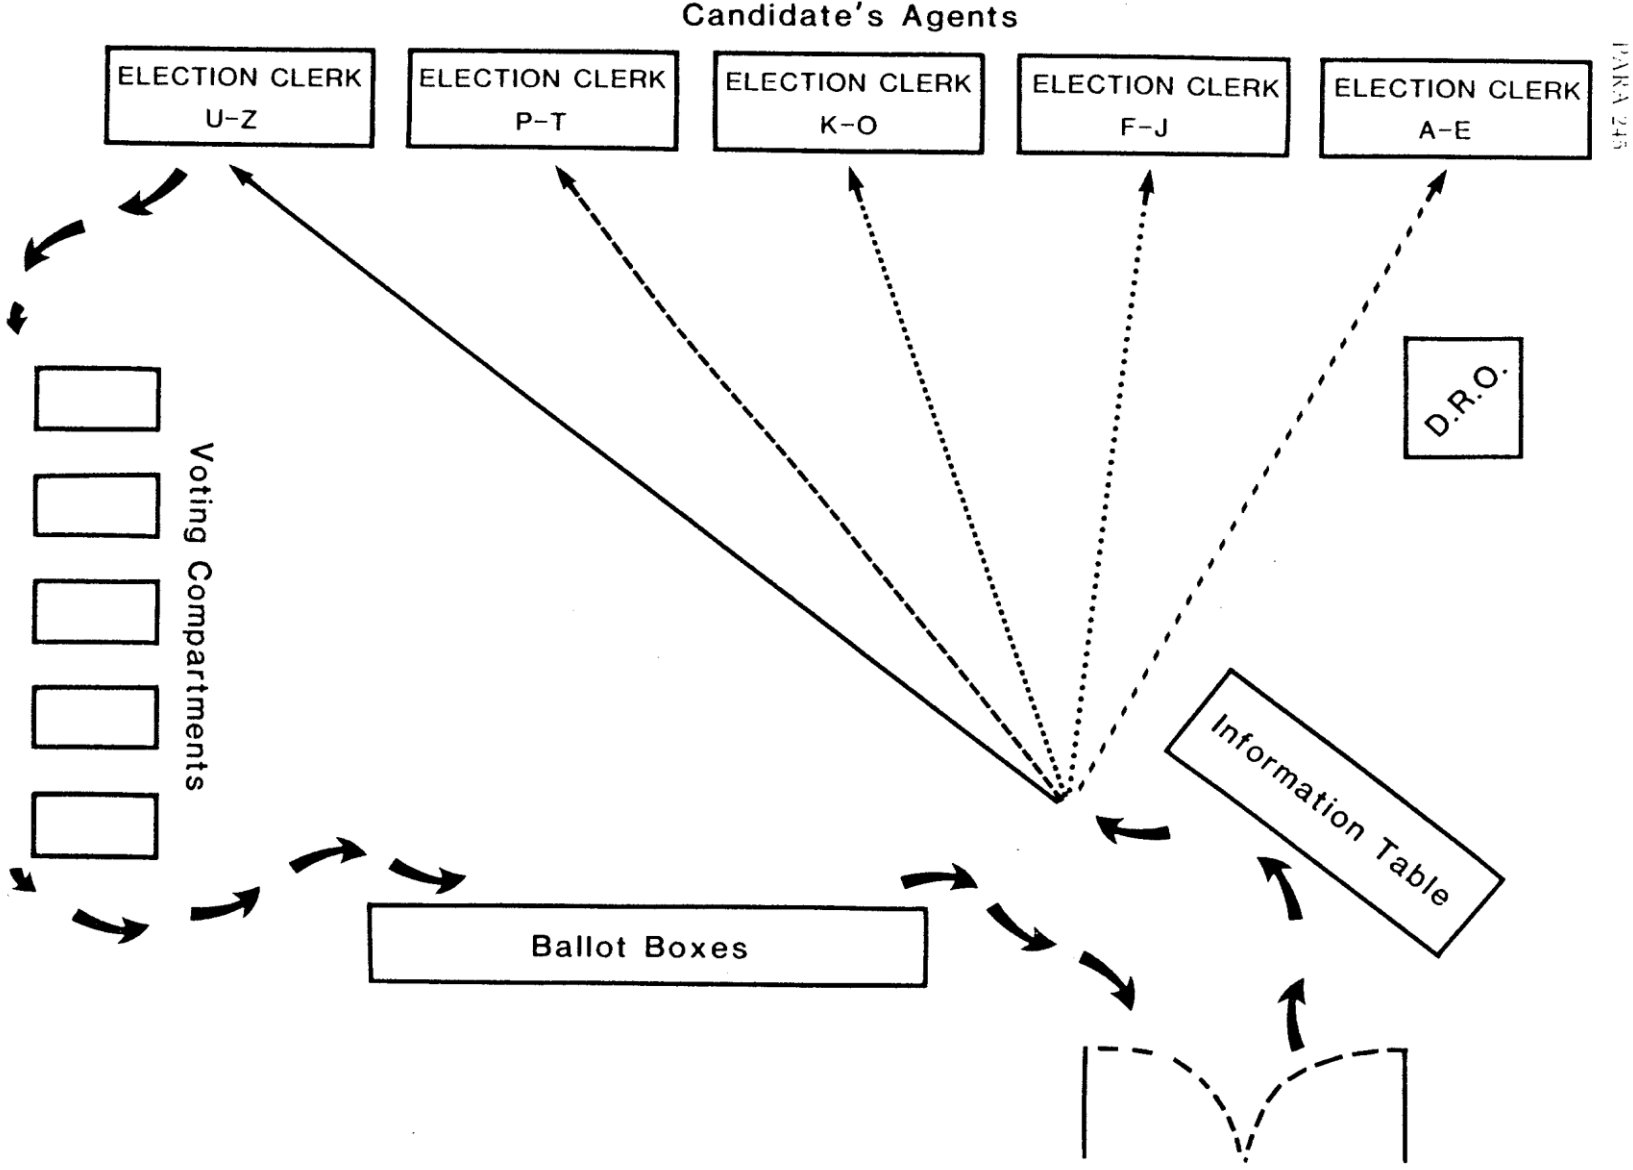 Candidate's Agents
ELECTION CLERK
U-Z
ELECTION CLERK
P-T
ELECTION CLERK
K-O
ELECTION CLERK
F-J
ELECTION CLERK
A-E
PARA 245
D.R.O.
Voting Compartments
Information Table
Ballot Boxes